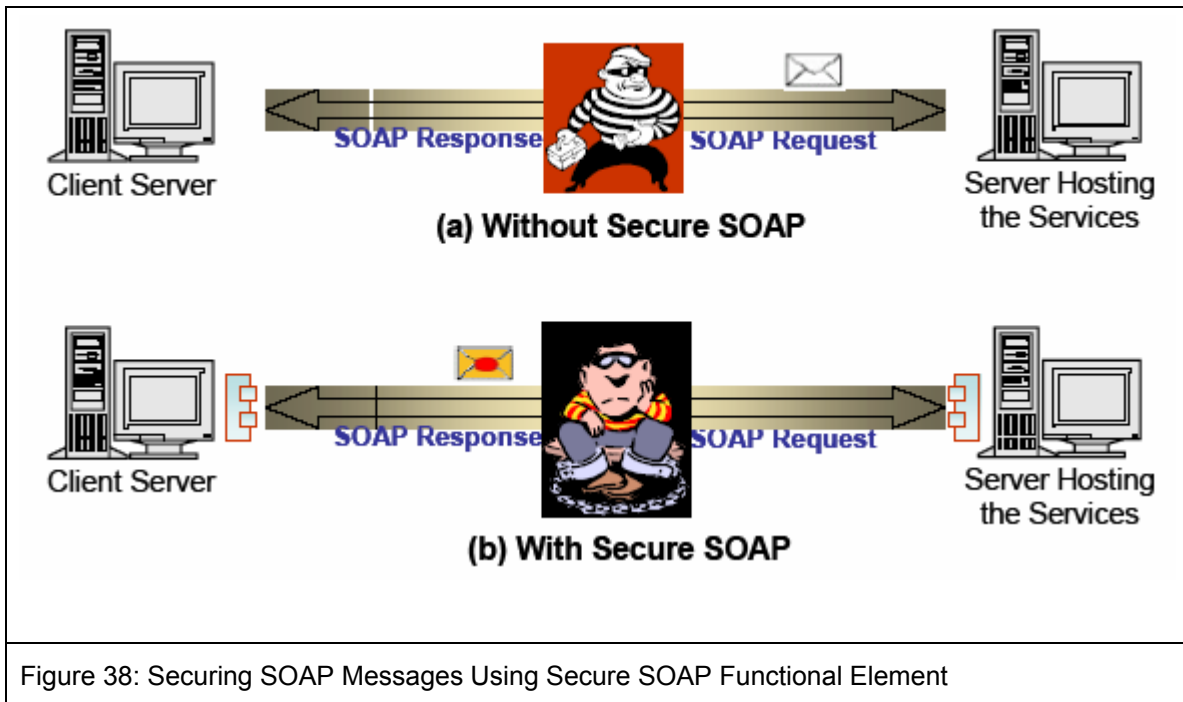 SOAP Response
SOAP Request
Client Server
Server Hosting
the Services
(a) Without Secure SOAP
SOAP Response
SOAP Request
Client Server
Server Hosting
the Services
(b) With Secure SOAP
Figure 38: Securing SOAP Messages Using Secure SOAP Functional Element